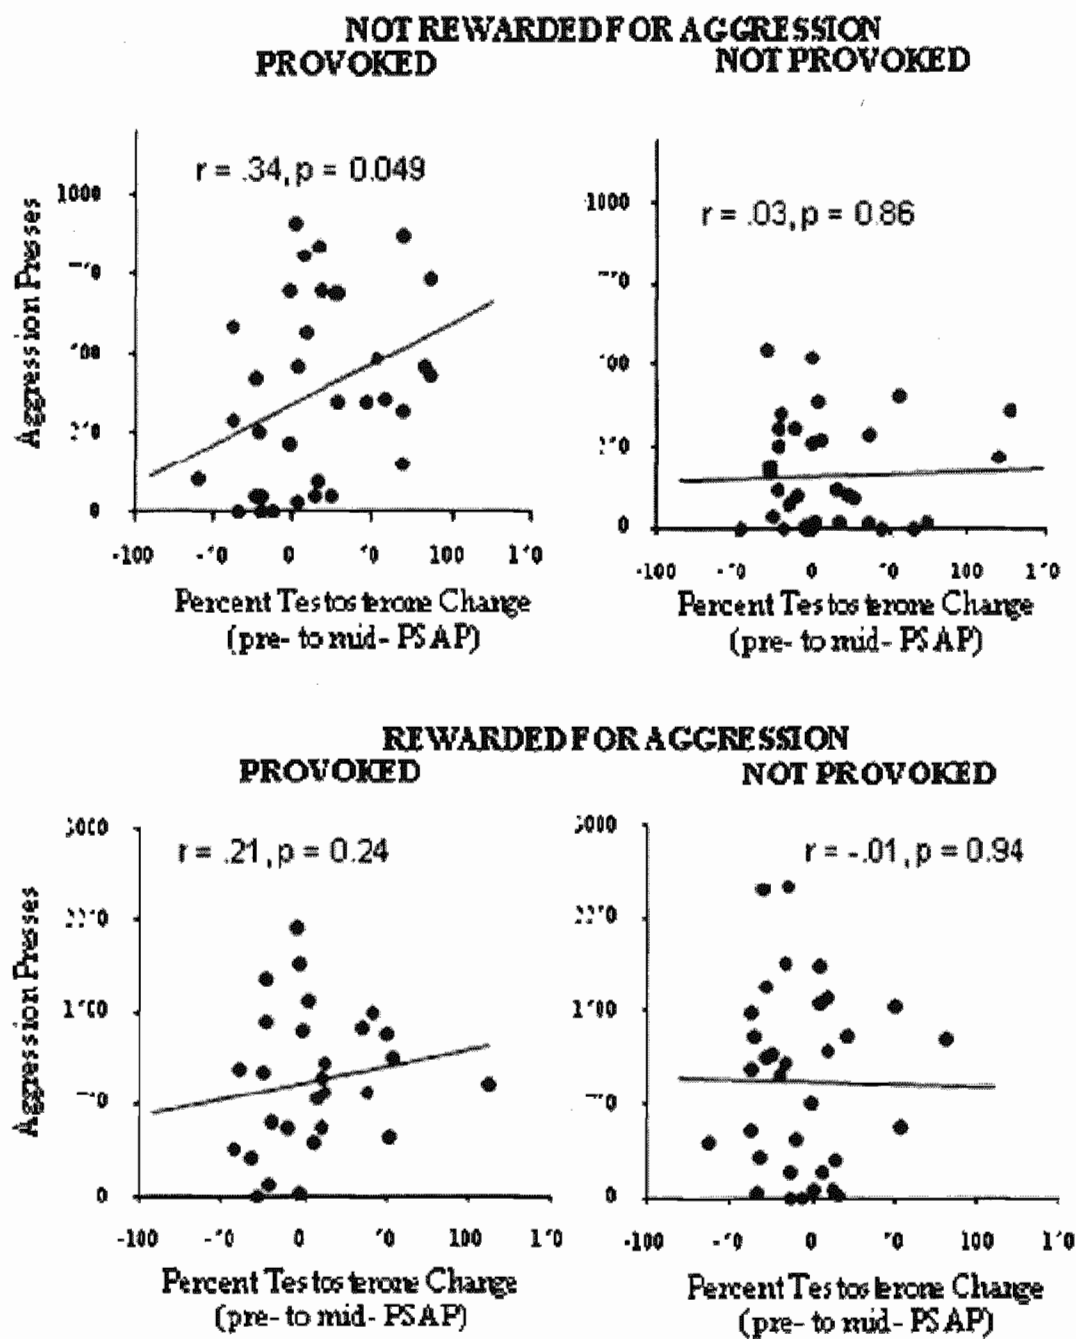 NOT REWARDED FOR AGGRESSION
PROVOKED
NOT PROVOKED
r = .34, p = 0.049
1000
0
Aggression Presses
-100 0 100
Percent Testosterone Change
(pre- to mid- PSAP)
r = .03, p = 0.86
1000
0
-100 0 100
Percent Testosterone Change
(pre- to mid- PSAP)
REWARDED FOR AGGRESSION
PROVOKED
NOT PROVOKED
r = .21, p = 0.24
0
Aggression Presses
-100 0 100
Percent Testosterone Change
(pre- to mid- PSAP)
r = -.01, p = 0.94
0
-100 0 100
Percent Testosterone Change
(pre- to mid- PSAP)